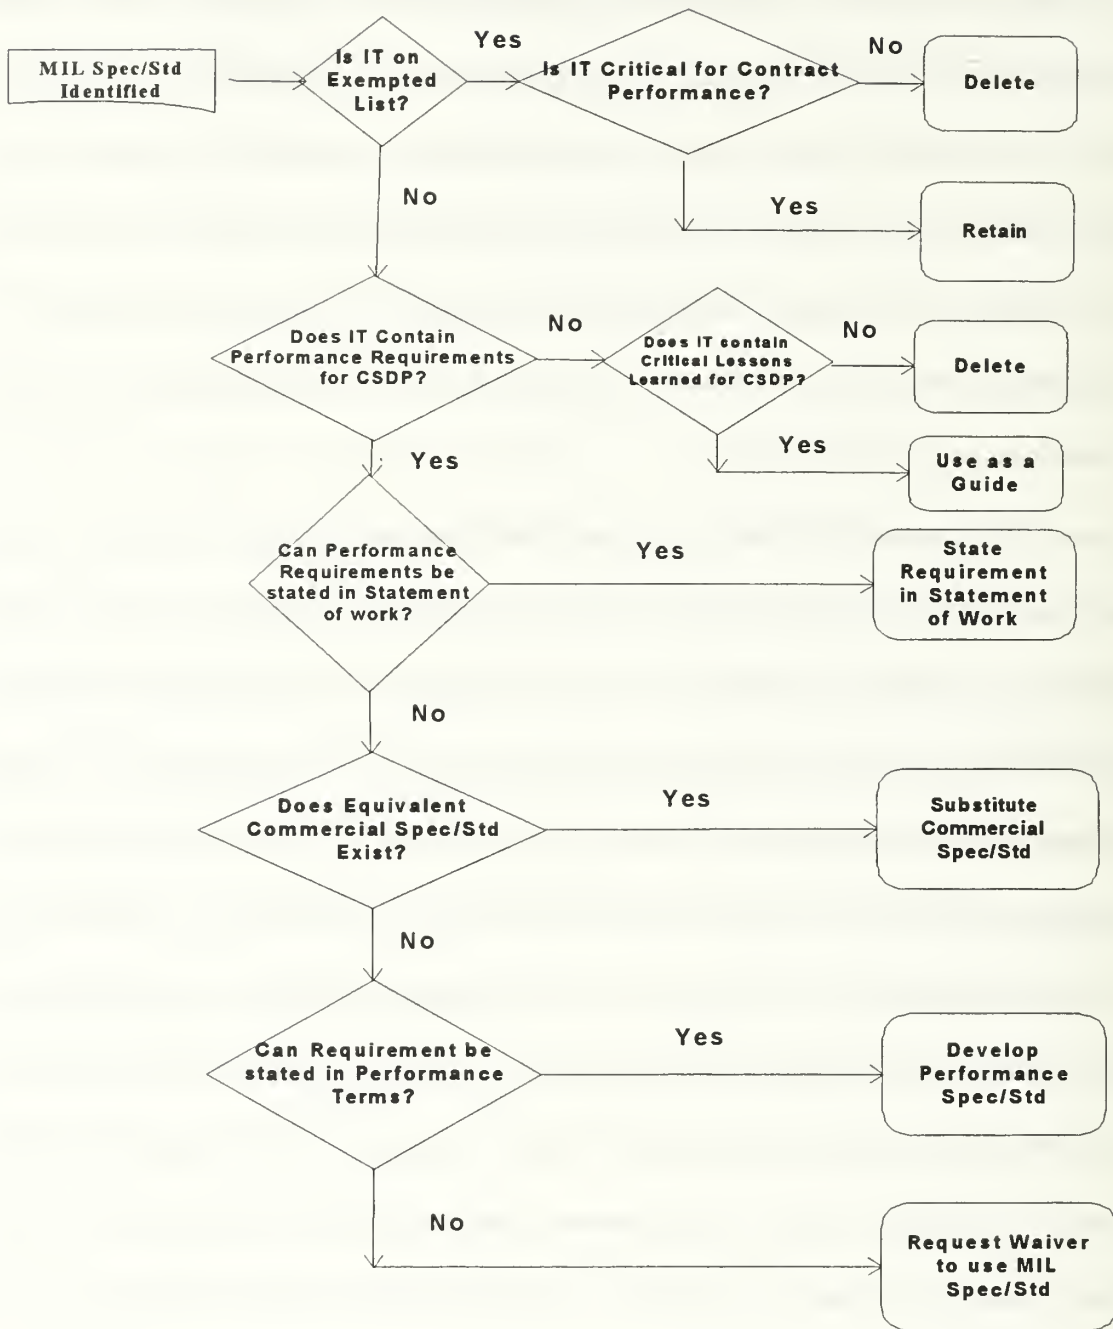 MIL Spec/Std
Identified
Is IT on
Exempted
List?
Yes
Is IT Critical for Contract
Performance?
No
Delete
No
Yes
Retain
Does IT Contain
Performance Requirements
for CSDP?
No
Does IT contain
Critical Lessons
Learned for CSDP?
No
Delete
Yes
Yes
Use as a
Guide
Can Performance
Requirements be
stated in Statement
of work?
Yes
State
Requirement
in Statement
of Work
No
Does Equivalent
Commercial Spec/Std
Exist?
Yes
Substitute
Commercial
Spec/Std
No
Can Requirement be
stated in Performance
Terms?
Yes
Develop
Performance
Spec/Std
No
Request Waiver
to use MIL
Spec/Std